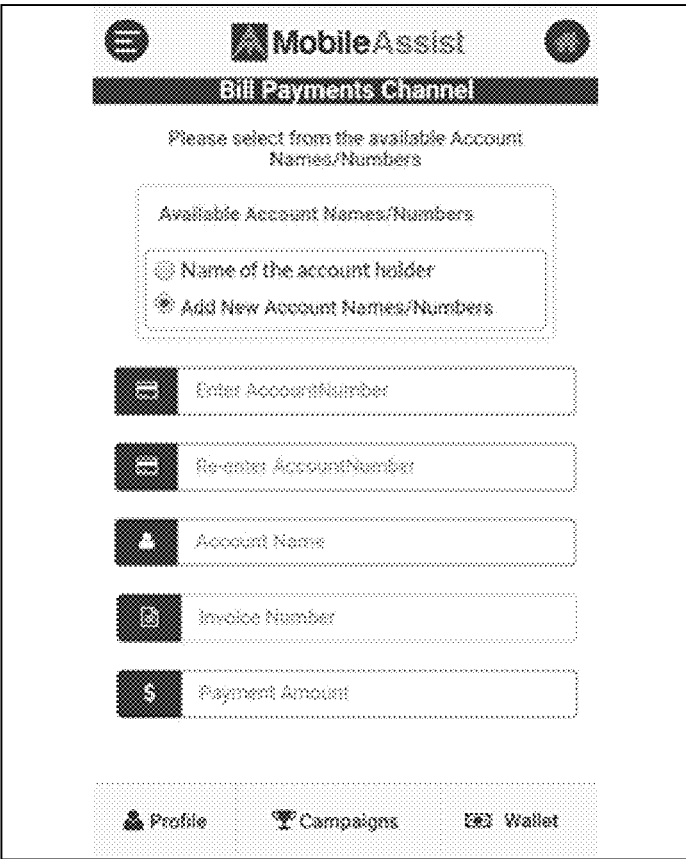 MobileAssist
Bill Payments Channel
Please select from the available Account
Names/Numbers
Available Account Names/Numbers
Name of the account holder
Add New Account Names/Numbers
Enter AccountNumber
Re-enter AccountNumber
Account Name
Invoice Number
$ Payment Amount
Profile Campaigns Wallet